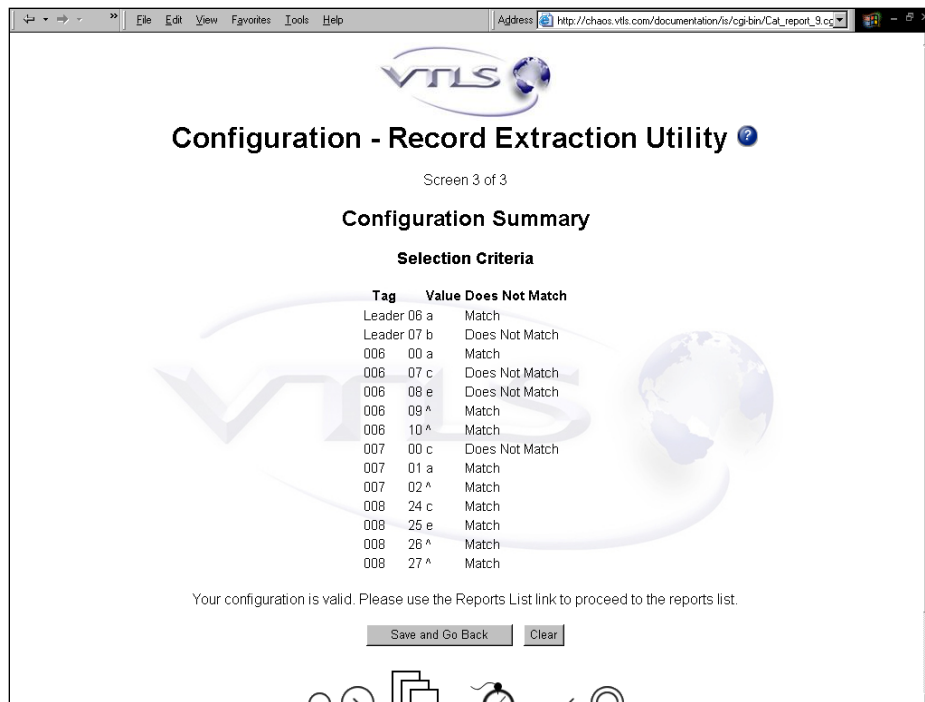 File Edit View Favorites Tools Help Address http://chaos.vtls.com/documentation/is/cgi-bin/Cat_report_9.cg
VTLS
Configuration - Record Extraction Utility ?
Screen 3 of 3
Configuration Summary
Selection Criteria
Tag Value Does Not Match
Leader 06 a Match
Leader 07 b Does Not Match
006 00 a Match
006 07 c Does Not Match
006 08 e Does Not Match
006 09 ^ Match
006 10 ^ Match
007 00 c Does Not Match
007 01 a Match
007 02 ^ Match
008 24 c Match
008 25 e Match
008 26 ^ Match
008 27 ^ Match
VTLS
Your configuration is valid. Please use the Reports List link to proceed to the reports list.
Save and Go Back Clear